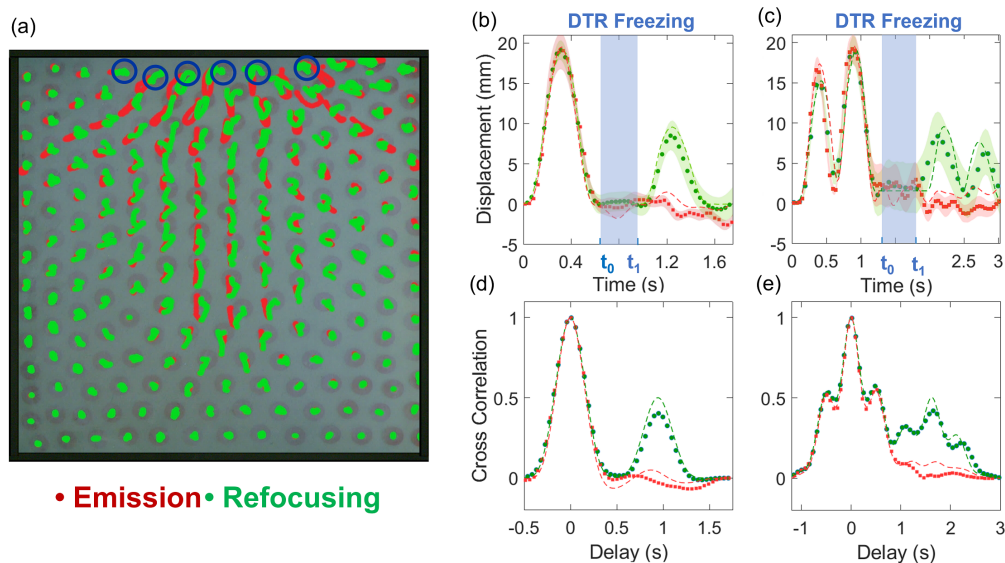 (a)
• Emission • Refocusing
(b)
DTR Freezing
Displacement (mm)
20
15
10
5
0
-5
0
0.4
t0
t1
1.2
1.6
Time (s)
(c)
DTR Freezing
20
15
10
5
0
-5
0
0.5
1
t0
t1
2.5
3
Time (s)
(d)
Cross Correlation
1
0.5
0
-0.5
0
0.5
1
1.5
Delay (s)
(e)
1
0.5
0
-1
0
1
2
3
Delay (s)